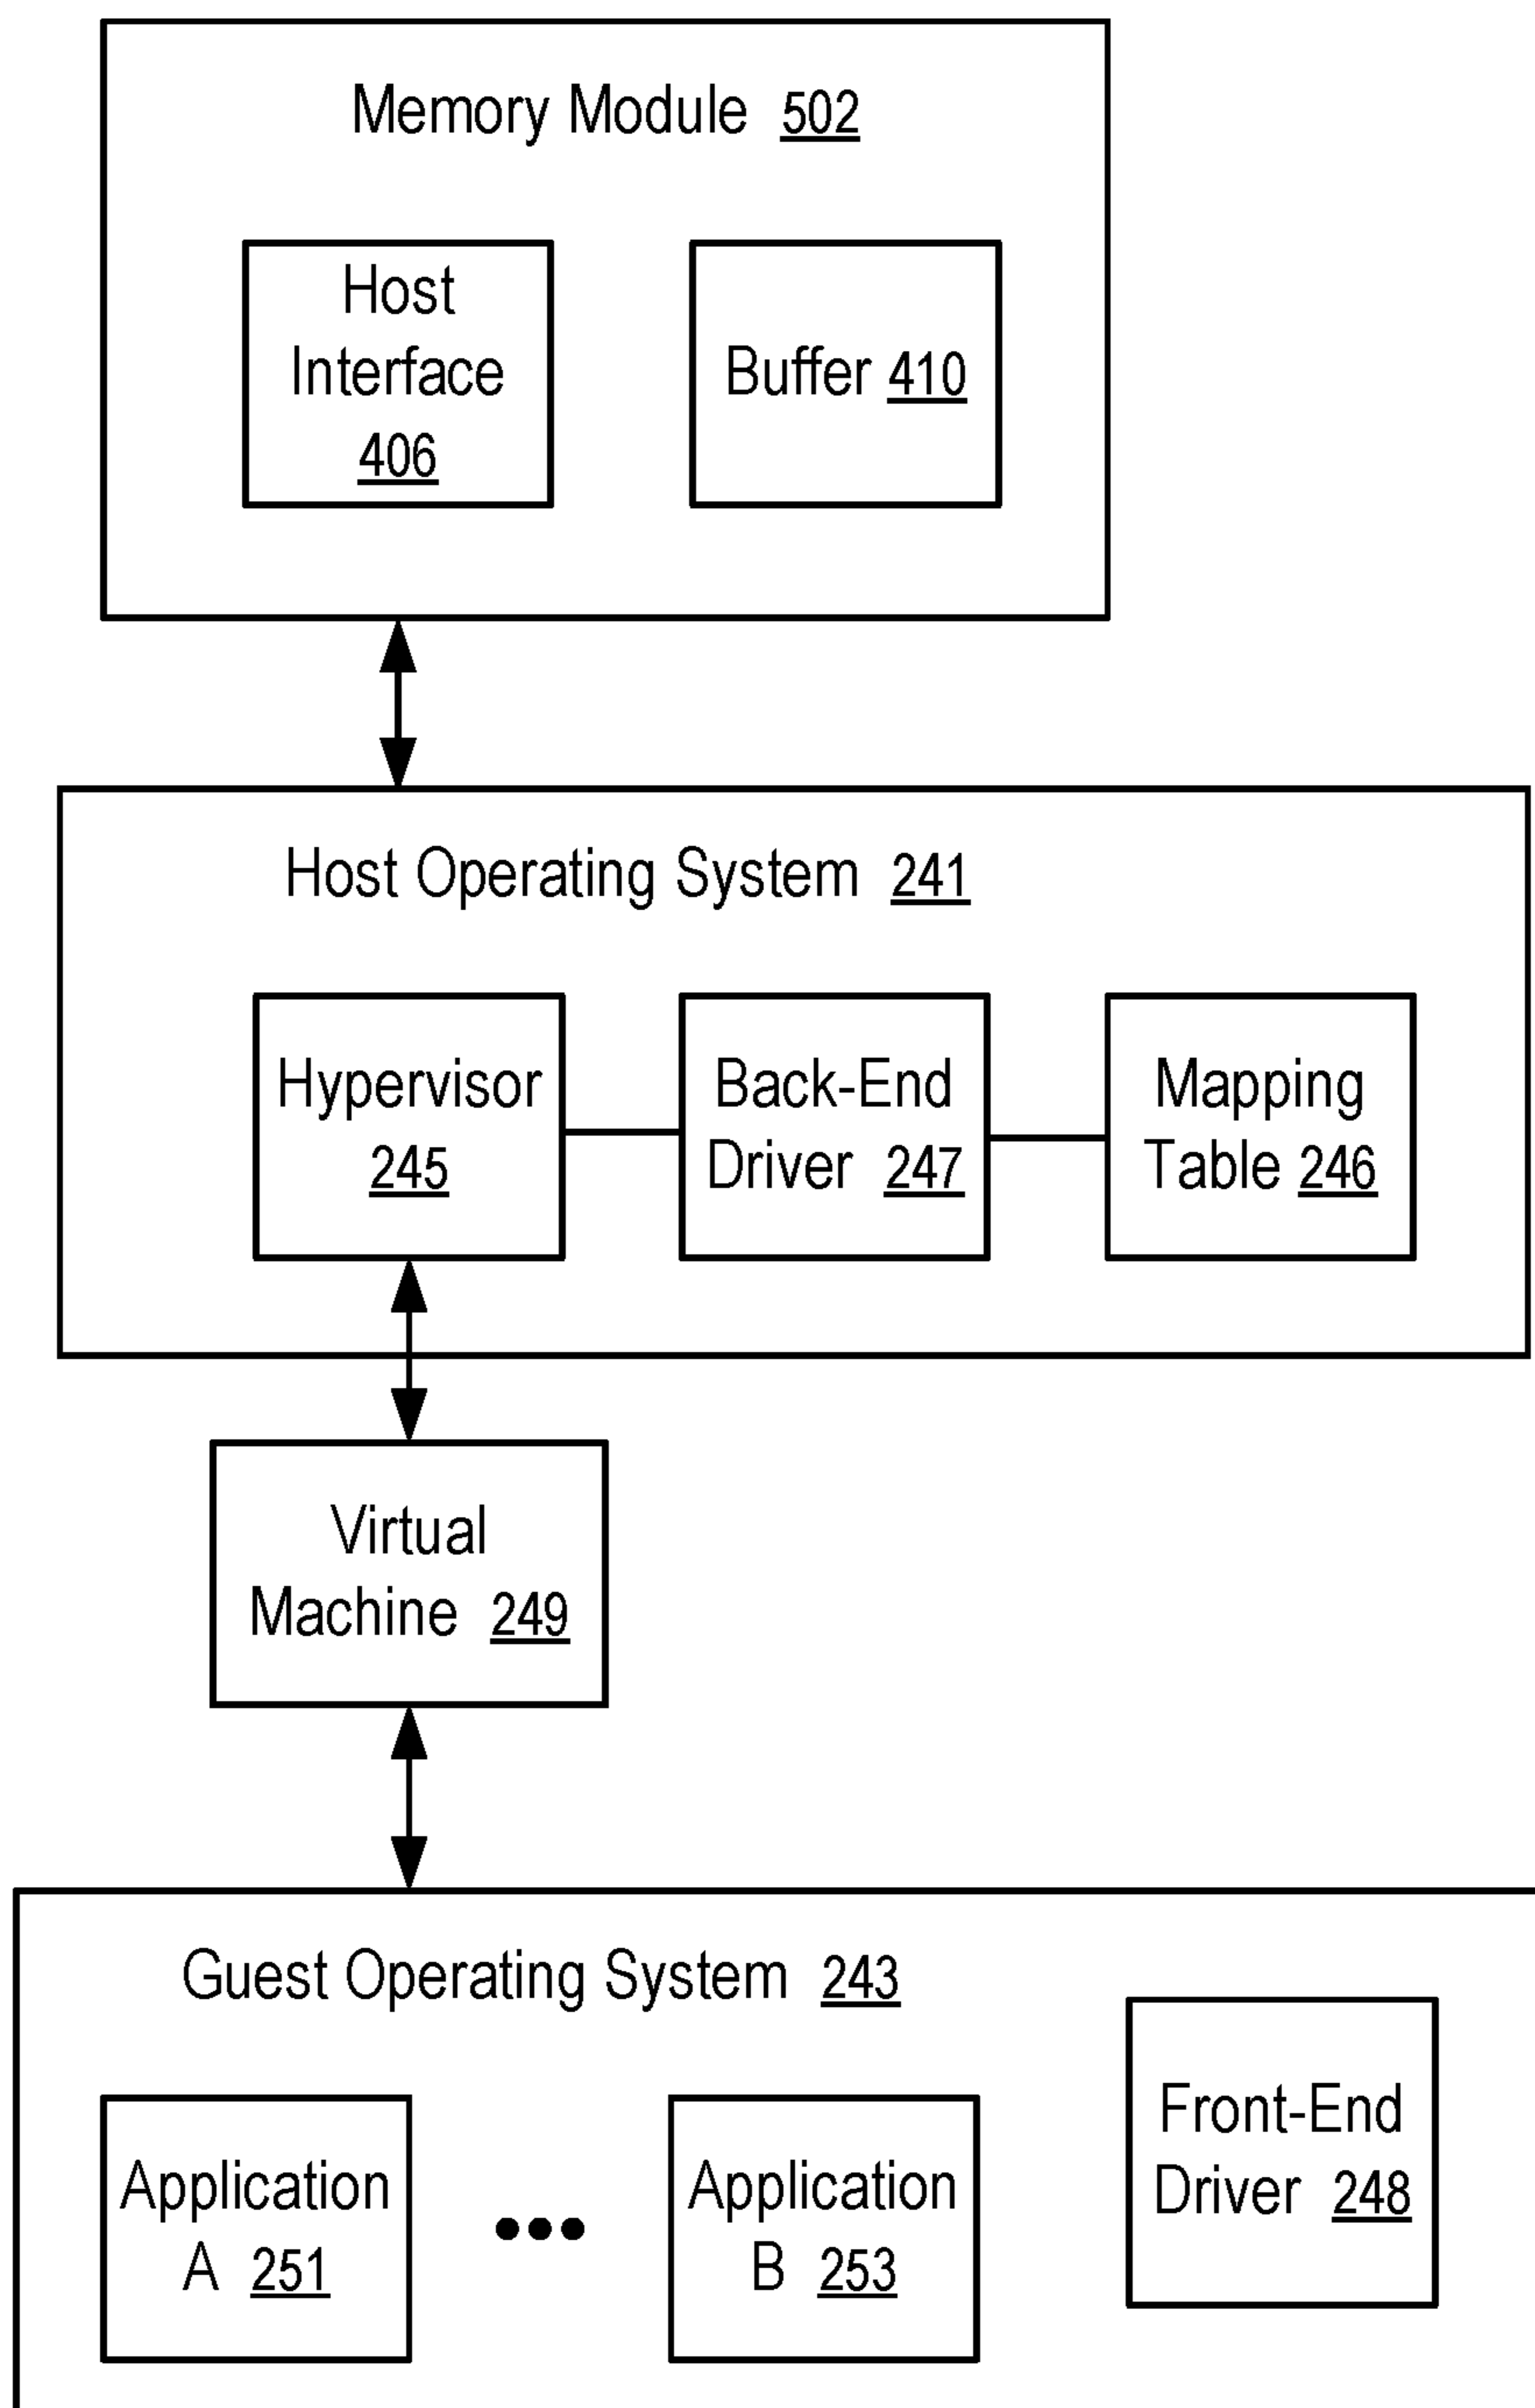 Memory Module 502
Host
Interface
406
Buffer 410
Host Operating System 241
Hypervisor
245
Back-End
Driver 247
Mapping
Table 246
Virtual
Machine 249
Guest Operating System 243
Application
A 251
Application
B 253
Front-End
Driver 248